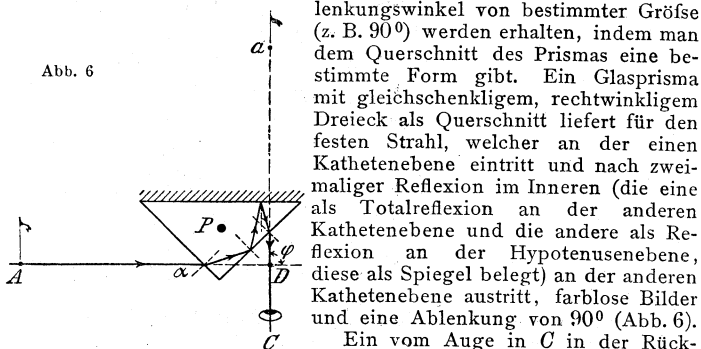 lenkungswinkel von bestimmter Gröſse
(z. B. 90⁰) werden erhalten, indem man
dem Querschnitt des Prismas eine be-
stimmte Form gibt. Ein Glasprisma
mit gleichschenkligem, rechtwinkligem
Dreieck als Querschnitt liefert für den
festen Strahl, welcher an der einen
Kathetenebene eintritt und nach zwei-
maliger Reflexion im Inneren (die eine
als Totalreflexion an der anderen
Kathetenebene und die andere als Re-
flexion an der Hypotenusenebene,
diese als Spiegel belegt) an der anderen
Kathetenebene austritt, farblose Bilder
und eine Ablenkung von 90⁰ (Abb. 6).
Ein vom Auge in C in der Rück-
Abb. 6
a
P
φ
A
α
D
C